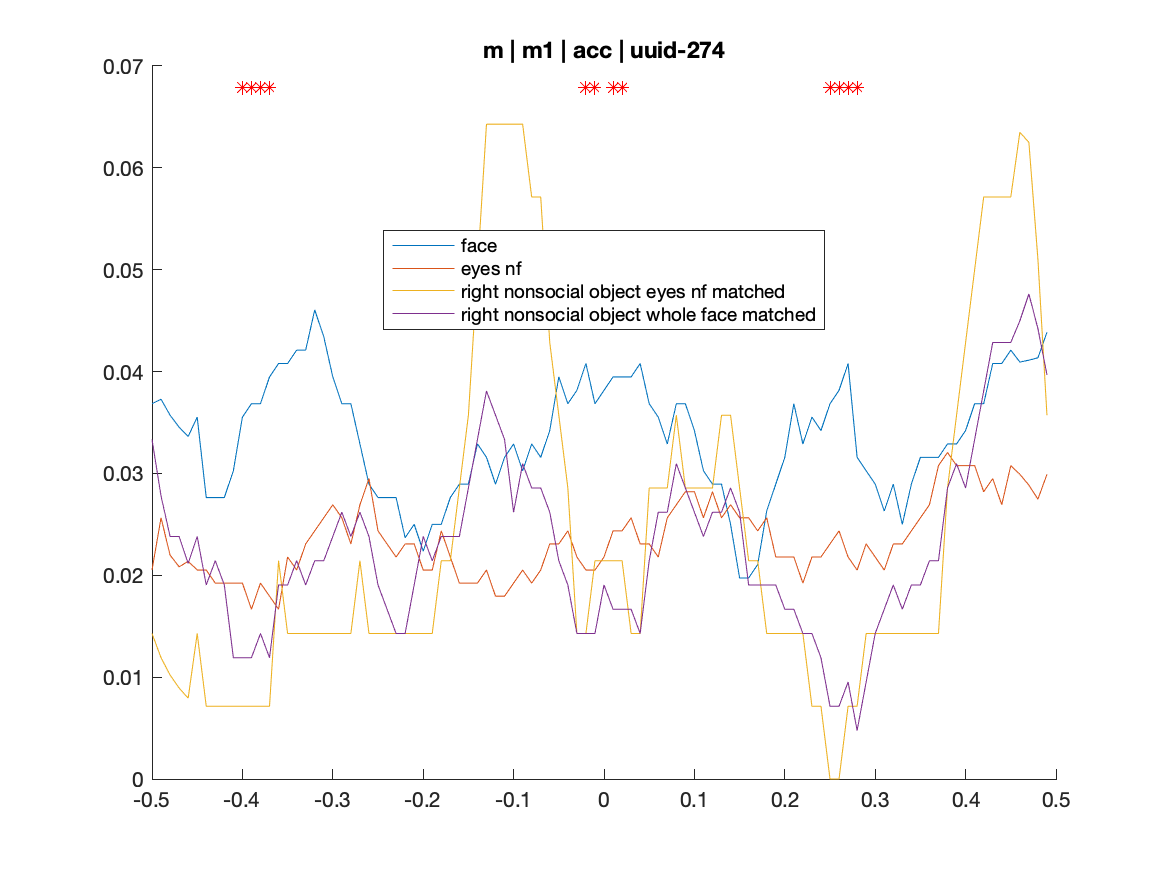 m | m1 | acc | uuid-274
0.07
0.06
0.05
0.04
0.03
0.02
0.01
0
face
eyes nf
right nonsocial object eyes nf matched
right nonsocial object whole face matched
-0.5 -0.4 -0.3 -0.2 -0.1 0 0.1 0.2 0.3 0.4 0.5